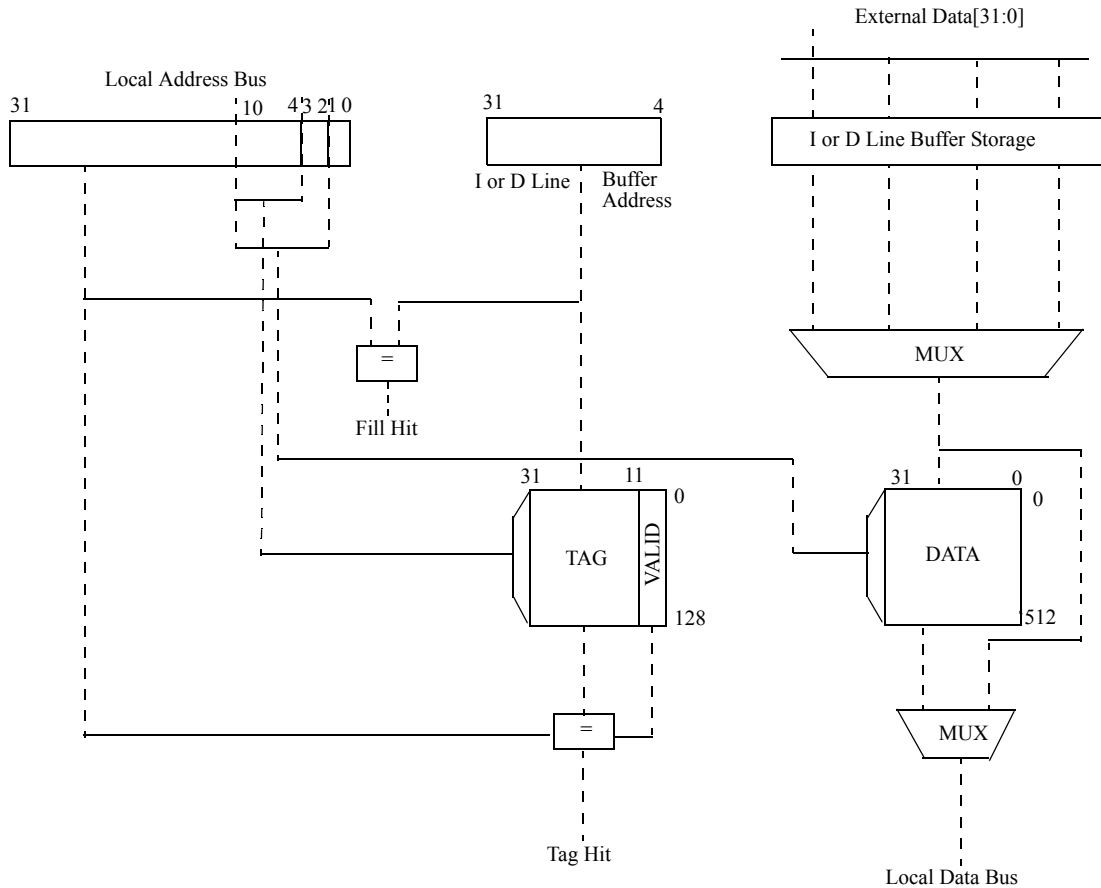 External Data[31:0]
Local Address Bus
31
10
4
3 2
1 0
31
4
I or D Line Buffer Storage
I or D Line
Buffer
Address
=
MUX
Fill Hit
31
11
0
31
0
0
TAG
VALID
DATA
128
512
=
MUX
Tag Hit
Local Data Bus